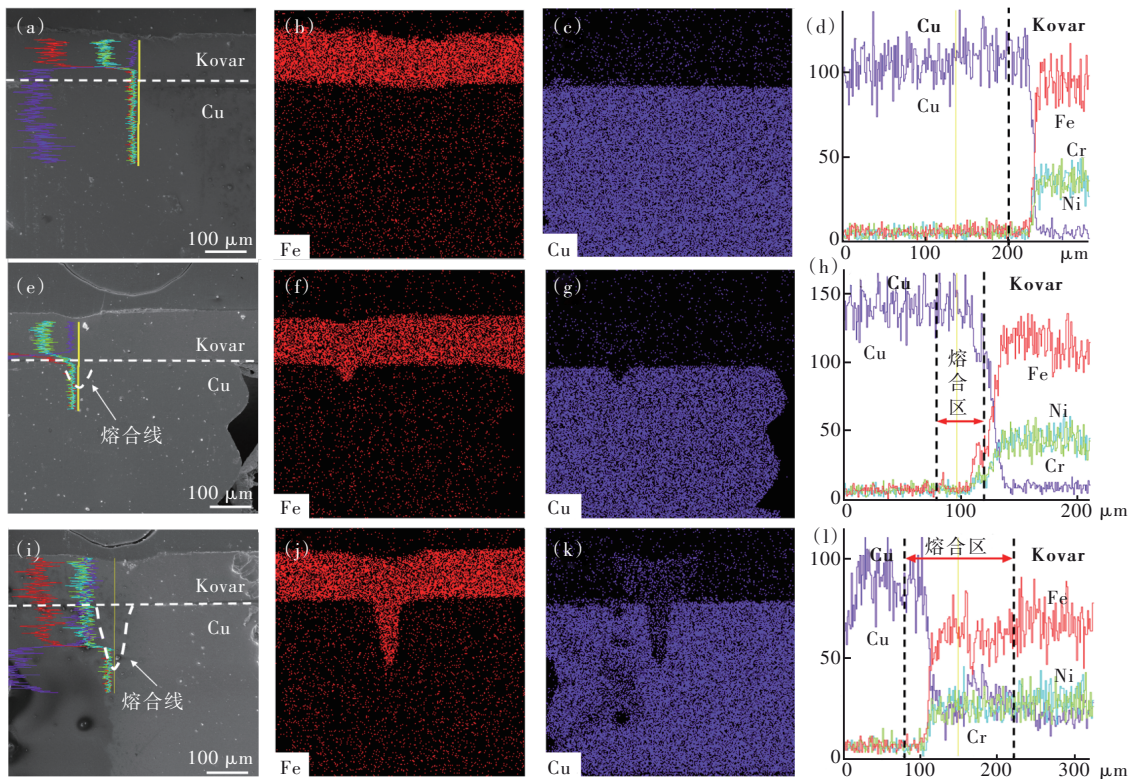 (a)
Kovar
Cu
100 μm
(b)
Fe
(c)
Cu
(d)
Cu
Kovar
100
50
0
Cu
Fe
Cr
Ni
100
200
μm
(e)
Kovar
Cu
熔合线
100 μm
(f)
Fe
(g)
Cu
(h)
Cu
Kovar
150
100
50
0
Cu
熔合区
Fe
Ni
Cr
0
100
200
μm
(i)
Kovar
Cu
熔合线
100 μm
(j)
Fe
(k)
Cu
(l)
Cu
熔合区
Kovar
100
50
0
Cu
Fe
Ni
Cr
0
100
200
300
μm